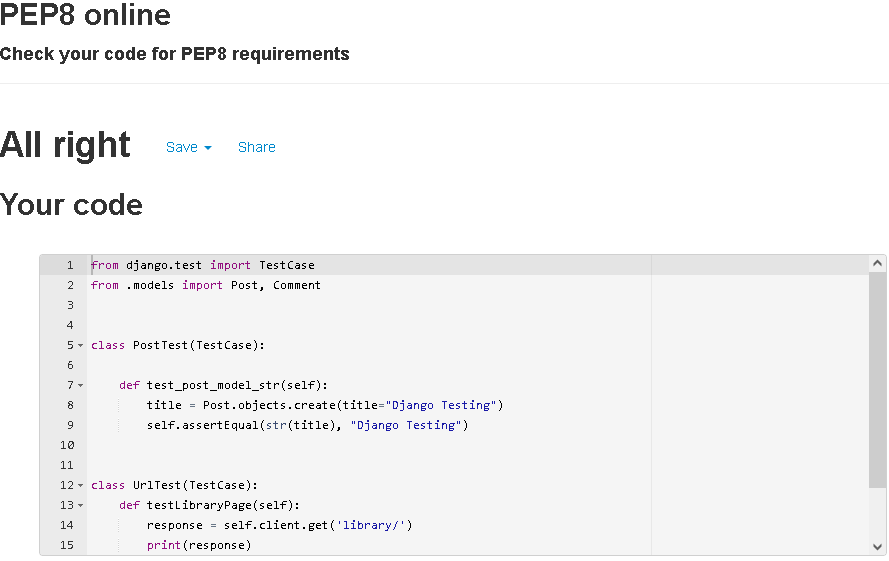 PEP8 online
Check your code for PEP8 requirements
All right Save Share
Your code
1 from django.test import TestCase
2 from .models import Post, Comment
3
4
5 class PostTest(TestCase):
6
7     def test_post_model_str(self):
8         title = Post.objects.create(title="Django Testing")
9         self.assertEqual(str(title), "Django Testing")
10
11
12 class UrlTest(TestCase):
13     def testLibraryPage(self):
14         response = self.client.get('library/')
15         print(response)